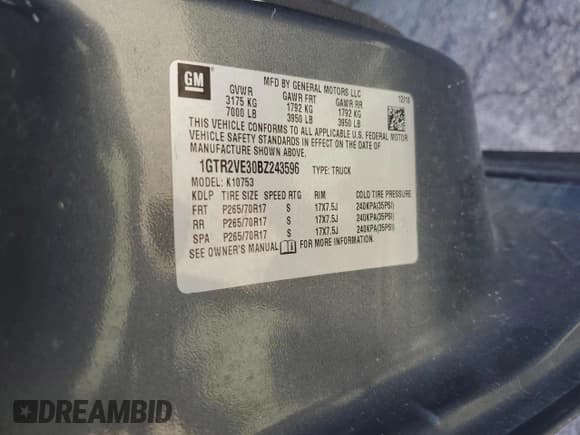 GM
MFD BY GENERAL MOTORS LLC
12/10
GVWR GAWR FRT GAWR RR
3175 KG 1792 KG 1792 KG
7000 LB 3950 LB 3950 LB
THIS VEHICLE CONFORMS TO ALL APPLICABLE U.S. FEDERAL MOTOR
VEHICLE SAFETY STANDARDS IN EFFECT ON THE DATE OF
MANUFACTURE SHOWN ABOVE.
1GTR2VE30BZ243596 TYPE: TRUCK
MODEL: K10753
KDLP TIRE SIZE SPEED RTG RIM COLD TIRE PRESSURE
FRT P265/70R17 S 17X7.5J 240KPA(35PSI)
RR P265/70R17 S 17X7.5J 240KPA(35PSI)
SPA P265/70R17 S 17X7.5J 240KPA(35PSI)
SEE OWNER'S MANUAL
DREAMBID